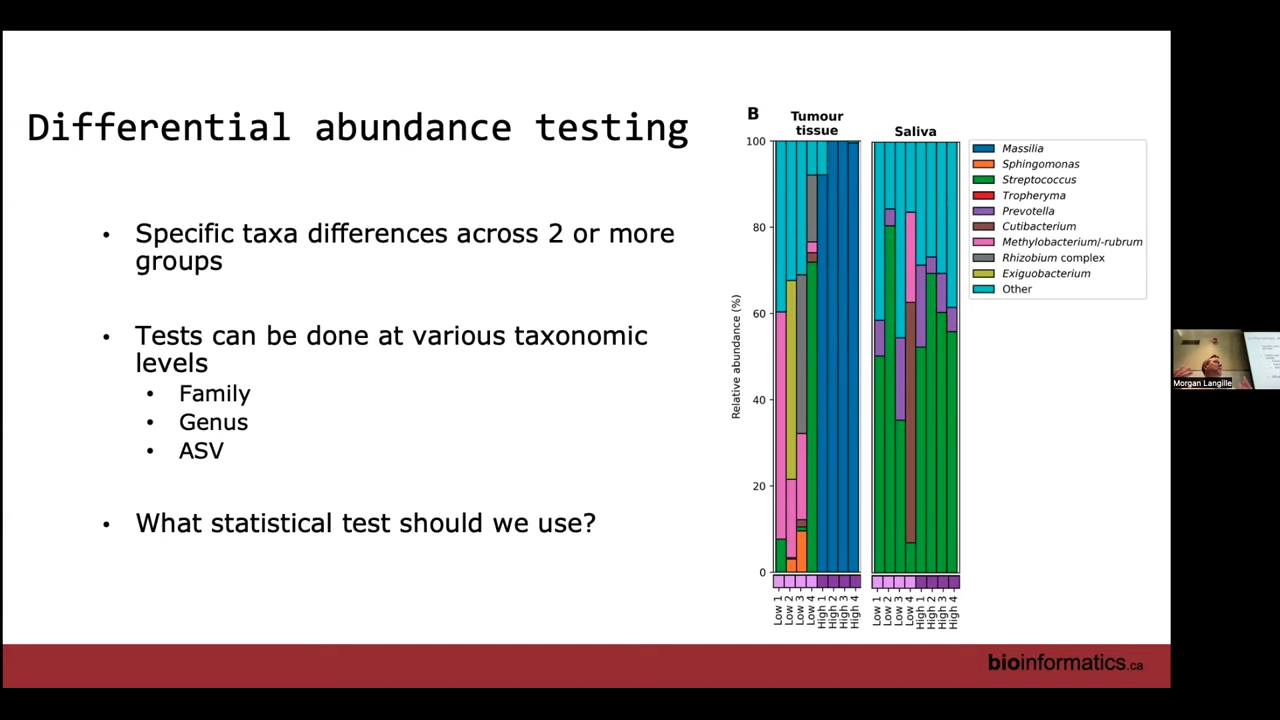 Differential abundance testing
• Specific taxa differences across 2 or more
groups
• Tests can be done at various taxonomic
levels
• Family
• Genus
• ASV
• What statistical test should we use?
B
Tumour
tissue
Saliva
Relative abundance (%)
100
80
60
40
20
0
Low 1
Low 2
Low 3
Low 4
High 1
High 2
High 3
High 4
Low 1
Low 2
Low 3
Low 4
High 1
High 2
High 3
High 4
Massilia
Sphingomonas
Streptococcus
Tropheryma
Prevotella
Cutibacterium
Methylobacterium/-rubrum
Rhizobium complex
Exiguobacterium
Other
bioinformatics.ca
Morgan Langille